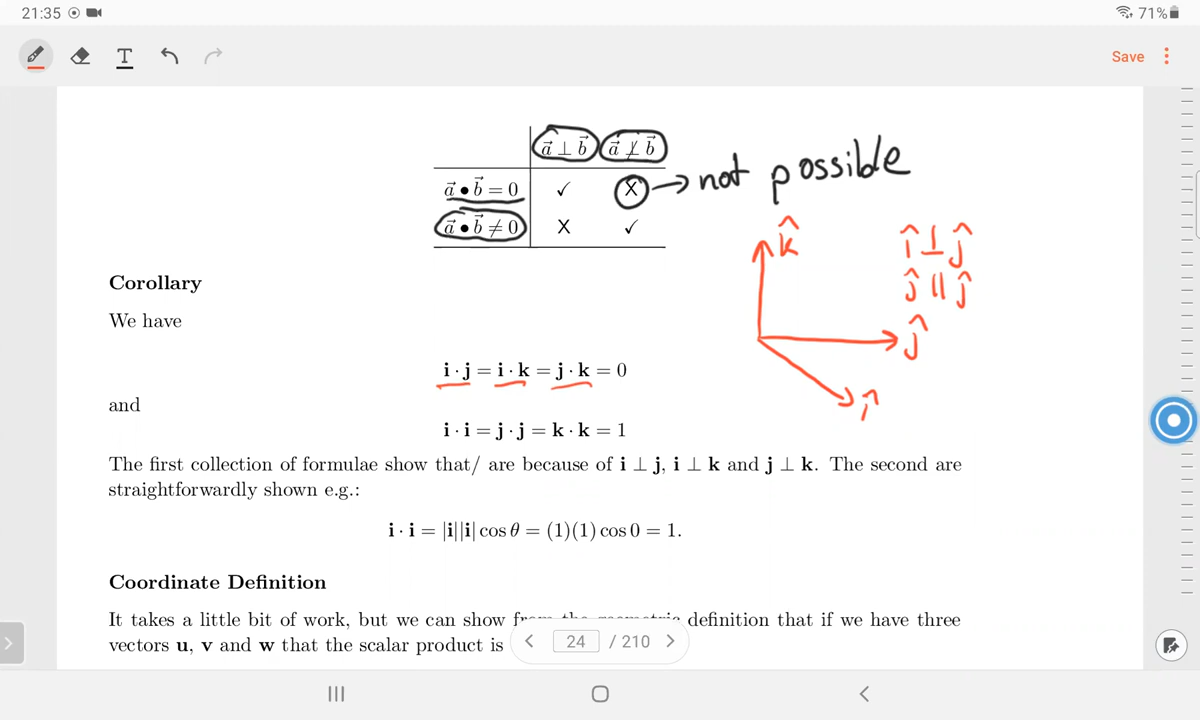 21:35
71%
T
Save
a⃗ ⊥ b⃗ a⃗ ⊥̸ b⃗
a⃗ • b⃗ = 0 ✓ X → not possible
a⃗ • b⃗ ≠ 0 X ✓
k̂
î ⊥ ĵ
ĵ || ĵ
ĵ
î
Corollary
We have
i · j = i · k = j · k = 0
and
i · i = j · j = k · k = 1
The first collection of formulae show that/ are because of i ⊥ j, i ⊥ k and j ⊥ k. The second are
straightforwardly shown e.g.:
i · i = |i||i| cos θ = (1)(1) cos 0 = 1.
Coordinate Definition
It takes a little bit of work, but we can show from the geometric definition that if we have three
vectors u, v and w that the scalar product is
< 24 / 210 >